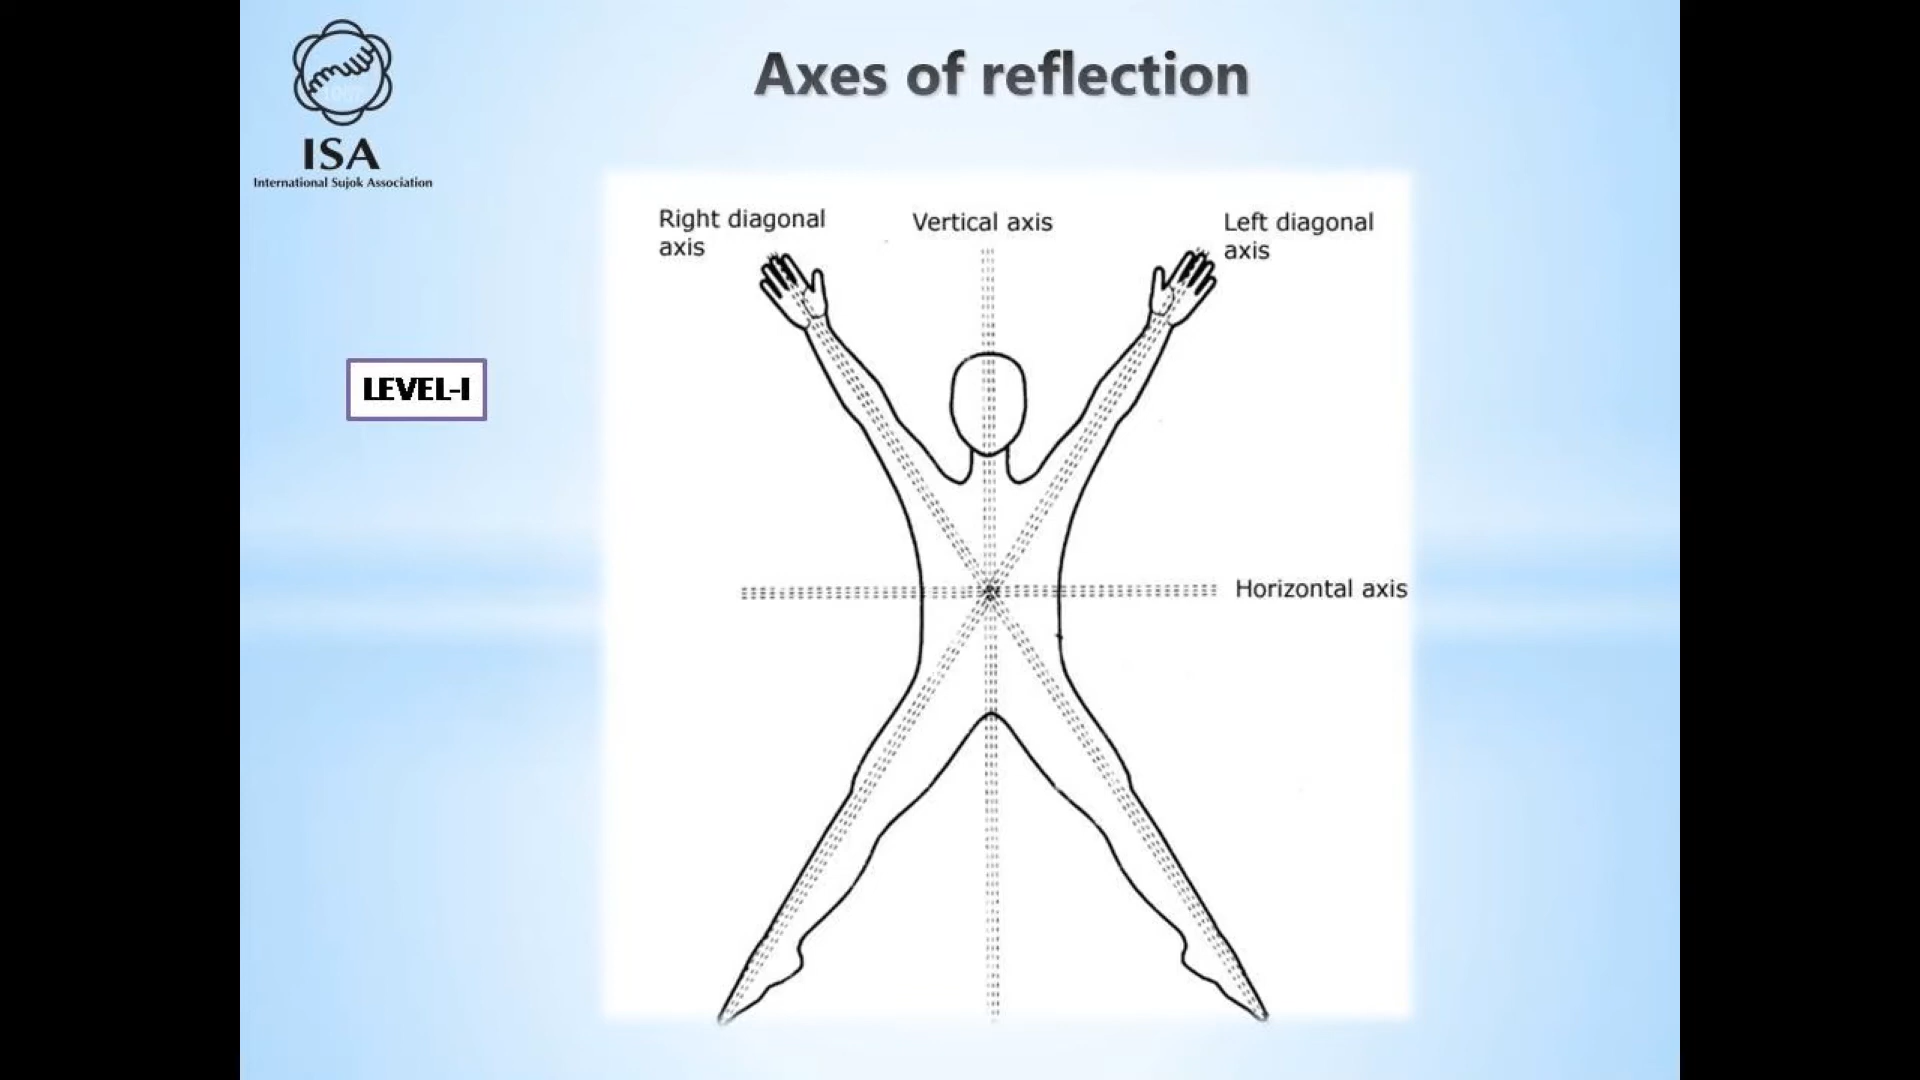 Axes of reflection
ISA
International Sujok Association
Right diagonal
axis
Vertical axis
Left diagonal
axis
LEVEL-I
Horizontal axis